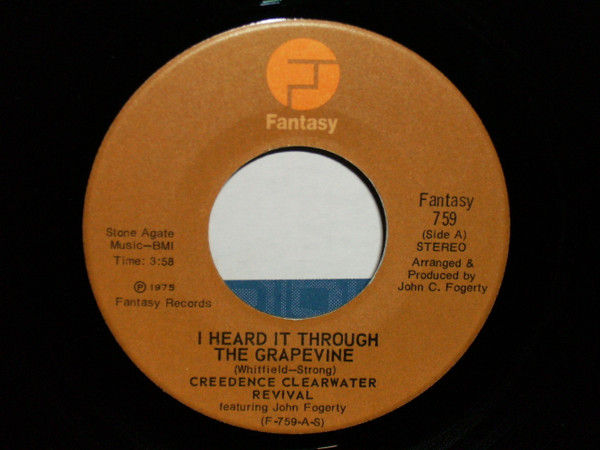 Fantasy
Stone Agate
Music—BMI
Time: 3:58
Ⓟ 1975
Fantasy Records
Fantasy
759
(Side A)
STEREO
Arranged &
Produced by
John C. Fogerty
I HEARD IT THROUGH
THE GRAPEVINE
(Whitfield—Strong)
CREEDENCE CLEARWATER
REVIVAL
featuring John Fogerty
(F-759-A-S)